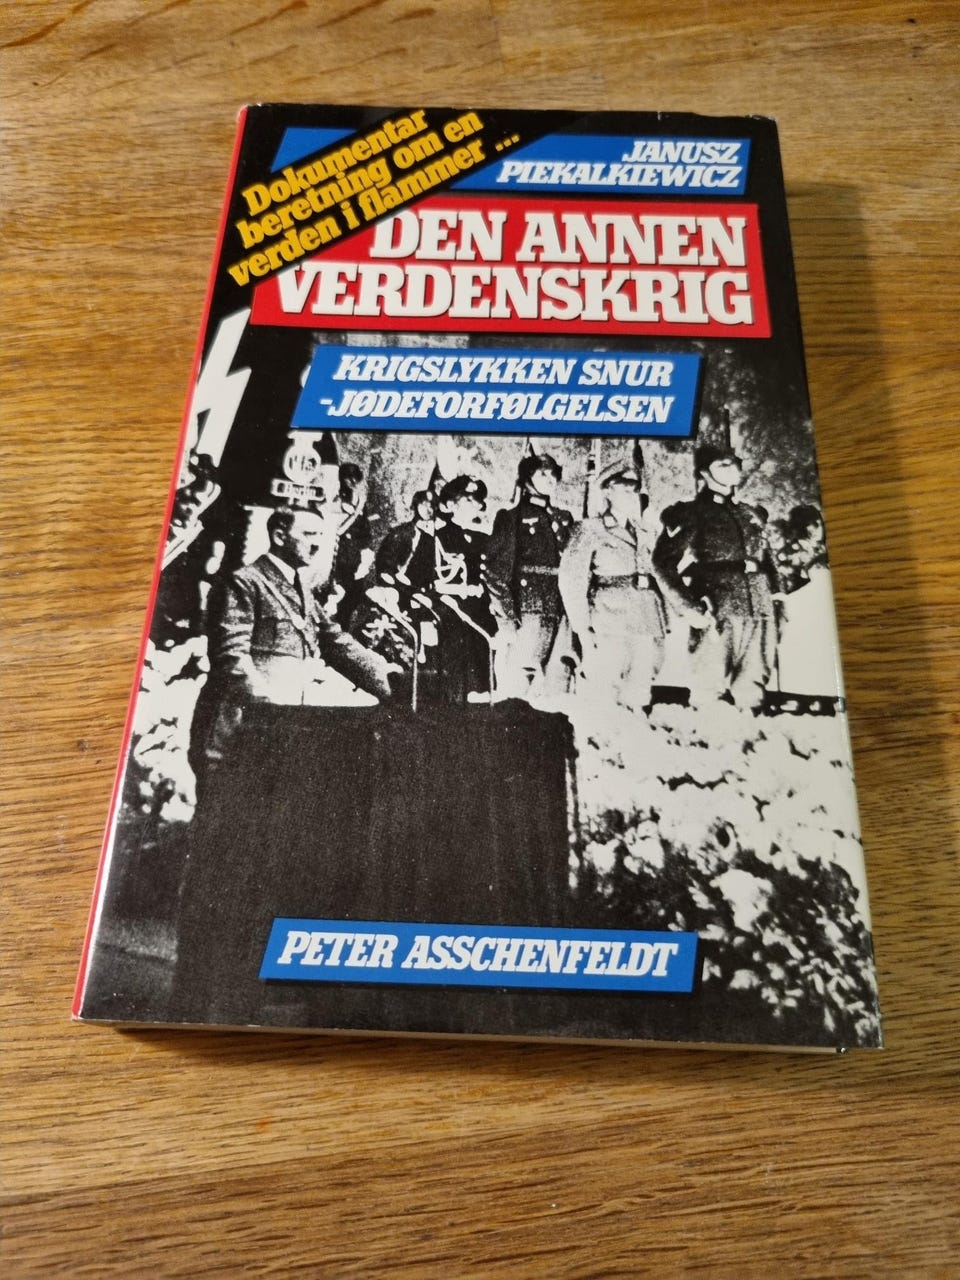 Dokumentar
beretning om en
verden i flammer ...
JANUSZ
PIEKALKIEWICZ
DEN ANNEN
VERDENSKRIG
KRIGSLYKKEN SNUR
-JØDEFORFØLGELSEN
PETER ASSCHENFELDT